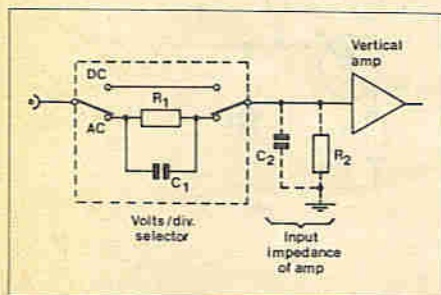 Vertical
amp
DC
R1
AC
C1
C2
R2
Volts/div.
selector
Input
impedance
of amp